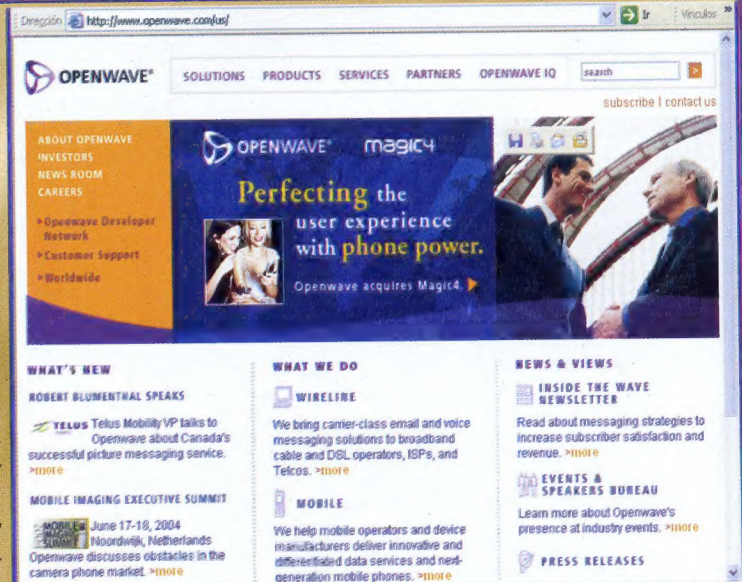 Dirección http://www.openwave.com/us/ Ir Vínculos »
OPENWAVE® SOLUTIONS PRODUCTS SERVICES PARTNERS OPENWAVE IQ search >
subscribe | contact us
ABOUT OPENWAVE
INVESTORS
NEWS ROOM
CAREERS
Openwave Developer
Network
Customer Support
Worldwide
OPENWAVE® magic4
Perfecting the
user experience
with phone power.
Openwave acquires Magic4.
WHAT'S NEW
ROBERT BLUMENTHAL SPEAKS
TELUS Telus Mobility VP talks to
Openwave about Canada's
successful picture messaging service.
>more
MOBILE IMAGING EXECUTIVE SUMMIT
MOBILE
IMAGING
SUMMIT
June 17-18, 2004
Noordwijk, Netherlands
Openwave discusses obstacles in the
camera phone market. >more
WHAT WE DO
WIRELINE
We bring carrier-class email and voice
messaging solutions to broadband
cable and DSL operators, ISPs, and
Telcos. >more
MOBILE
We help mobile operators and device
manufacturers deliver innovative and
differentiated data services and next-
generation mobile phones. >more
NEWS & VIEWS
INSIDE THE WAVE
NEWSLETTER
Read about messaging strategies to
increase subscriber satisfaction and
revenue. >more
EVENTS &
SPEAKERS BUREAU
Learn more about Openwave's
presence at industry events. >more
PRESS RELEASES